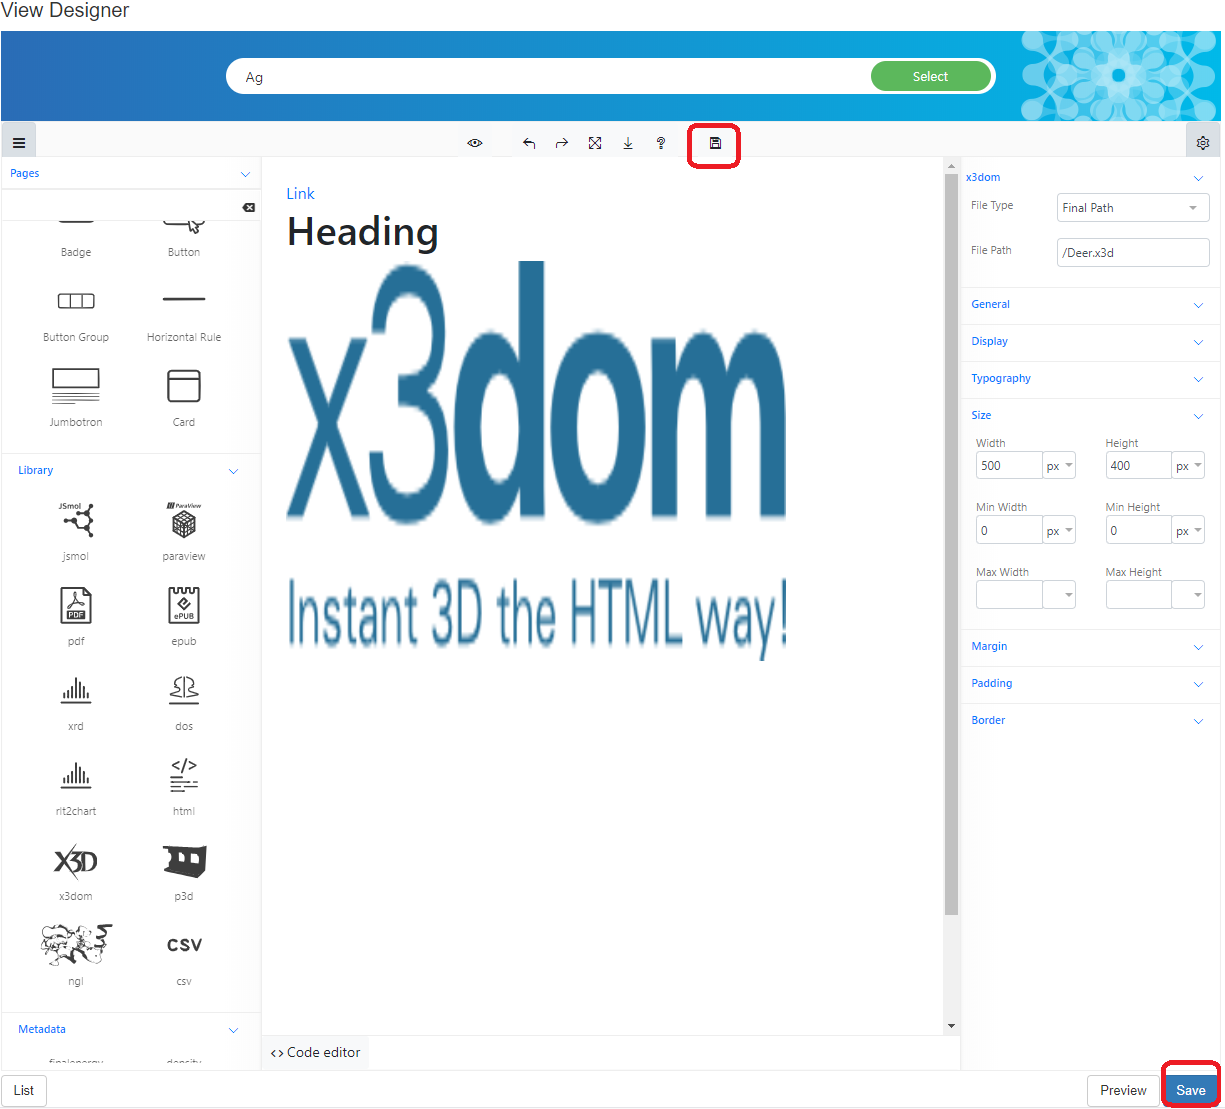 View Designer
Ag
Select
Pages
Badge
Button
Button Group
Horizontal Rule
Jumbotron
Card
Library
JSmol
jsmol
ParaView
paraview
PDF
pdf
ePUB
epub
xrd
dos
rlt2chart
</>
html
X3D
x3dom
p3d
ngl
CSV
csv
Metadata
finalenergy
density
Link
Heading
x3dom
Instant 3D the HTML way!
<> Code editor
x3dom
File Type
Final Path
File Path
/Deer.x3d
General
Display
Typography
Size
Width
Height
500 px
400 px
Min Width
Min Height
0 px
0 px
Max Width
Max Height
Margin
Padding
Border
List
Preview
Save